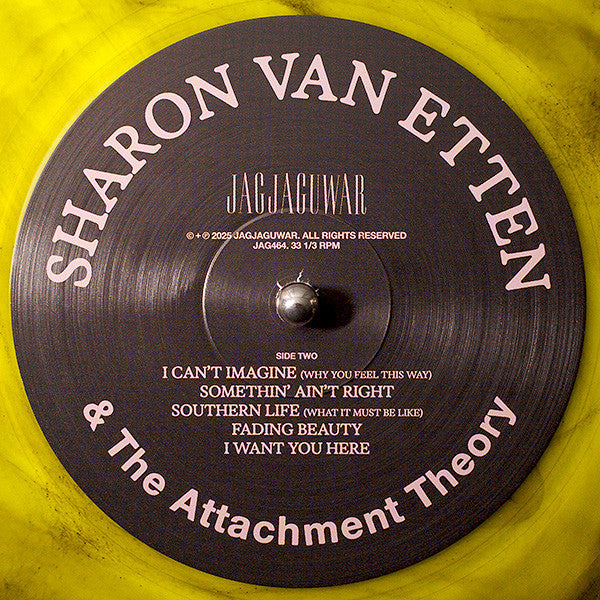 SHARON VAN ETTEN
JAGJAGUWAR
© + ℗ 2025 JAGJAGUWAR. ALL RIGHTS RESERVED
JAG464. 33 1/3 RPM
SIDE TWO
I CAN'T IMAGINE (WHY YOU FEEL THIS WAY)
SOMETHIN' AIN'T RIGHT
SOUTHERN LIFE (WHAT IT MUST BE LIKE)
FADING BEAUTY
I WANT YOU HERE
& The Attachment Theory